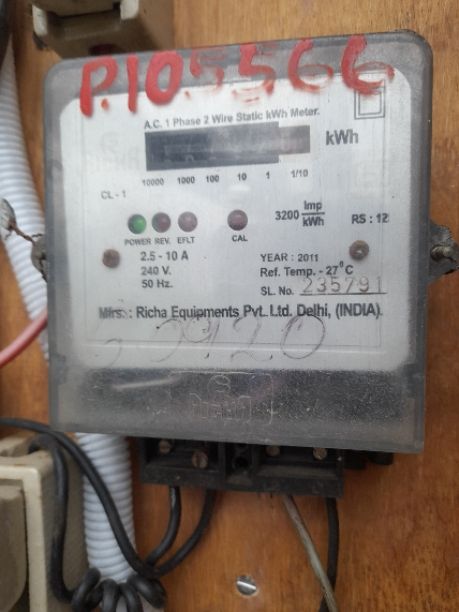 P.105566
A.C. 1 Phase 2 Wire Static kWh Meter.
kWh
10000 1000 100 10 1 1/10
CL - 1
3200 Imp/kWh
RS : 12
POWER REV. EFLT CAL
2.5 - 10 A
YEAR : 2011
240 V.
Ref. Temp. - 27°C
50 Hz.
SL. No. 235791
Mfrs. : Richa Equipments Pvt. Ltd. Delhi, (INDIA).